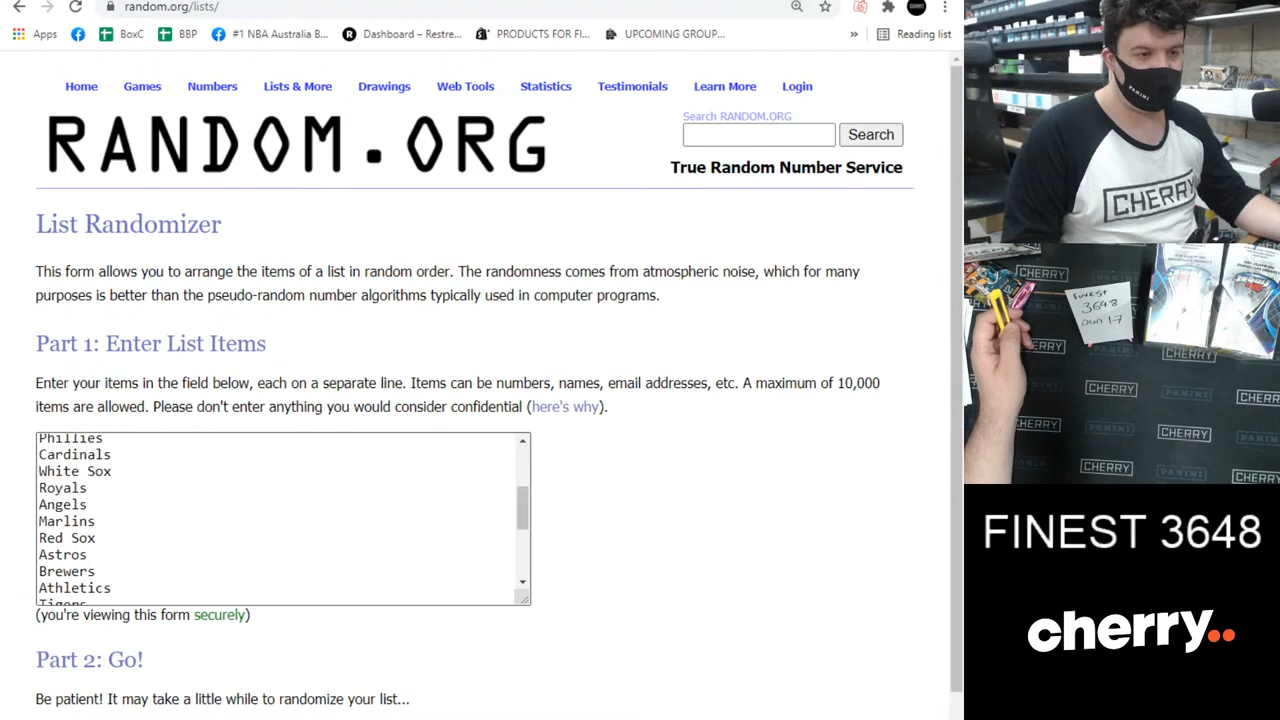 random.org/lists/
Apps
BoxC
BBP
#1 NBA Australia B...
Dashboard – Restre...
PRODUCTS FOR FI...
UPCOMING GROUP...
»
Reading list
Home
Games
Numbers
Lists & More
Drawings
Web Tools
Statistics
Testimonials
Learn More
Login
RANDOM.ORG
Search RANDOM.ORG
Search
True Random Number Service
List Randomizer
This form allows you to arrange the items of a list in random order. The randomness comes from atmospheric noise, which for many
purposes is better than the pseudo-random number algorithms typically used in computer programs.
Part 1: Enter List Items
Enter your items in the field below, each on a separate line. Items can be numbers, names, email addresses, etc. A maximum of 10,000
items are allowed. Please don't enter anything you would consider confidential (here's why).
Phillies
Cardinals
White Sox
Royals
Angels
Marlins
Red Sox
Astros
Brewers
Athletics
Tigers
(you're viewing this form securely)
Part 2: Go!
Be patient! It may take a little while to randomize your list...
PANINI
CHERRY
CHERRY
FINEST
3648
CHERRY
CHERRY
CHERRY
CHERRY
CHERRY
FINEST 3648
cherry..